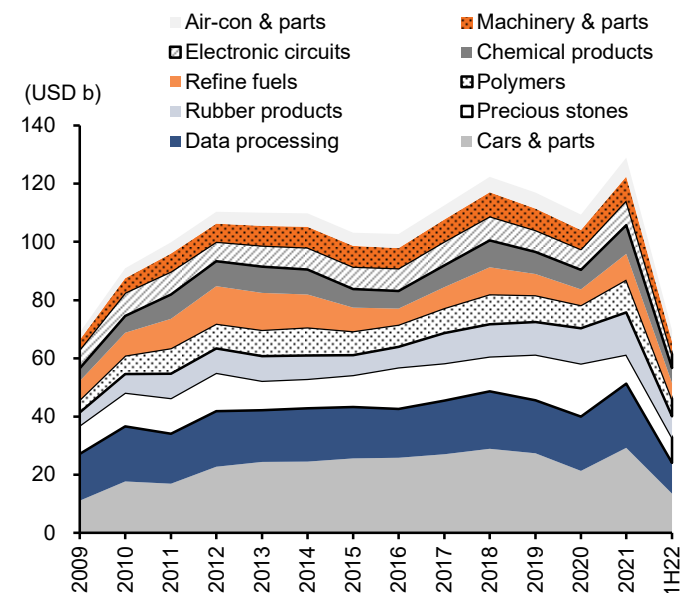 Air-con & parts
Machinery & parts
Electronic circuits
Chemical products
Refine fuels
Polymers
(USD b)
Rubber products
Precious stones
Data processing
Cars & parts
140
120
100
80
60
40
20
0
2009 2010 2011 2012 2013 2014 2015 2016 2017 2018 2019 2020 2021 1H22